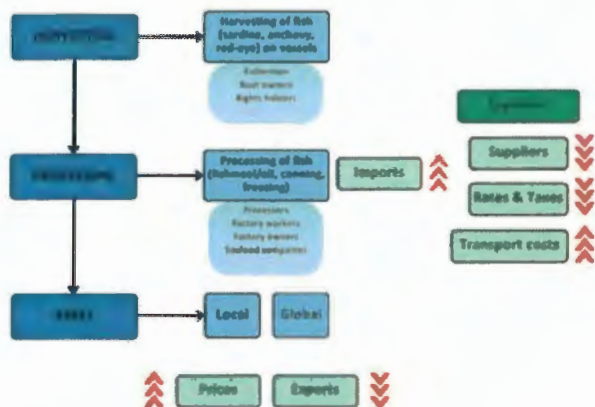 Harvesting of fish
(sardine, anchovy,
red-eye) on vessels
Fishermen
Boat owners
Rights holders
Processing of fish
(fishmeal/oil, canning,
freezing)
Imports
Processors
Factory workers
Factory owners
Seafood companies
Suppliers
Rates & Taxes
Transport costs
Local
Global
Prices
Exports